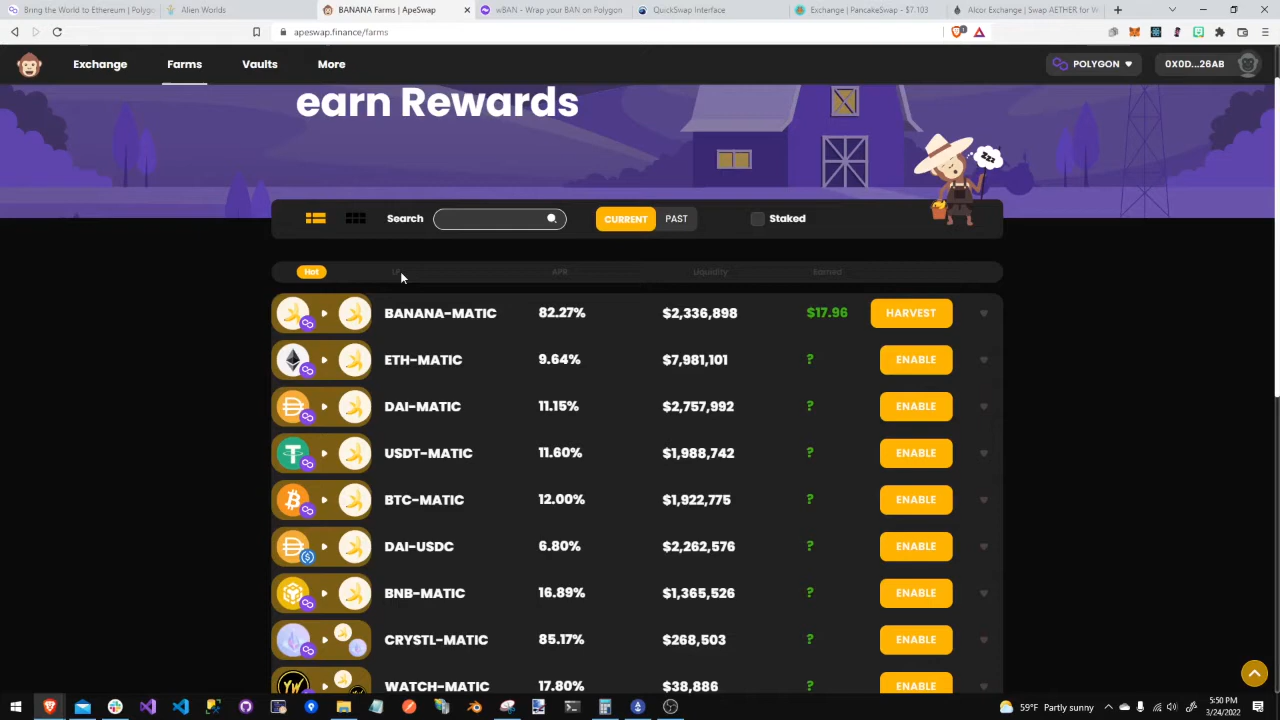 Bring the World to Ethereum | Polyg
Alien Worlds
BANANA Farms | ApeSwap
wBAN - Wrap your BAN on Polygon
QuickSwap Interface
Exchange | PancakeSwap - $7.103
Alcor Exchange | Swap AETHER for W
apeswap.finance/farms
Exchange Farms Vaults More POLYGON 0X0D...26AB
earn Rewards
zzz
Search CURRENT PAST Staked
Hot APR Liquidity Earned
BANANA-MATIC 82.27% $2,336,898 $17.96 HARVEST
ETH-MATIC 9.64% $7,981,101 ? ENABLE
DAI-MATIC 11.15% $2,757,992 ? ENABLE
USDT-MATIC 11.60% $1,988,742 ? ENABLE
BTC-MATIC 12.00% $1,922,775 ? ENABLE
DAI-USDC 6.80% $2,262,576 ? ENABLE
BNB-MATIC 16.89% $1,365,526 ? ENABLE
CRYSTL-MATIC 85.17% $268,503 ? ENABLE
WATCH-MATIC 17.80% $38,886 ? ENABLE
59°F Partly sunny
5:50 PM
3/24/2022